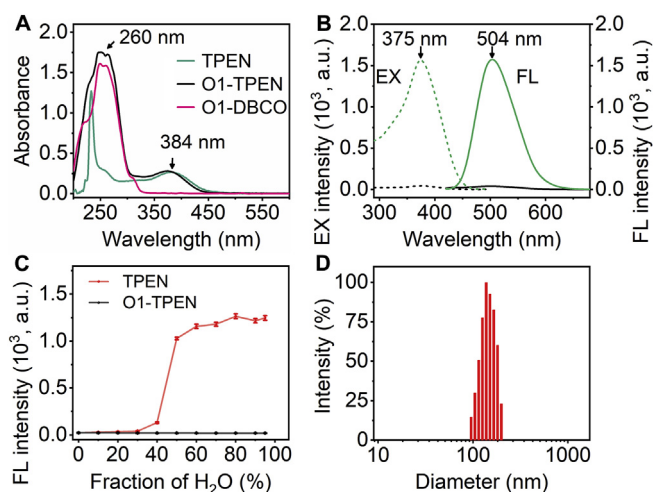 A
260 nm
TPEN
O1-TPEN
O1-DBCO
384 nm
Absorbance
2.0
1.5
1.0
0.5
0.0
250 350 450 550
Wavelength (nm)
B
375 nm 504 nm
EX FL
EX intensity (10³, a.u.)
2.0
1.5
1.0
0.5
0.0
300 400 500 600
Wavelength (nm)
2.0
1.5
1.0
0.5
0.0
FL intensity (10³, a.u.)
C
TPEN
O1-TPEN
FL intensity (10³, a.u.)
1.5
1.0
0.5
0.0
0 20 40 60 80 100
Fraction of H₂O (%)
D
Intensity (%)
100
75
50
25
0
10 100 1000
Diameter (nm)